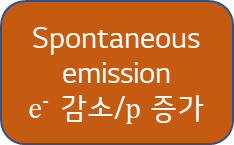 Spontaneous
emission
e⁻ 감소/p 증가